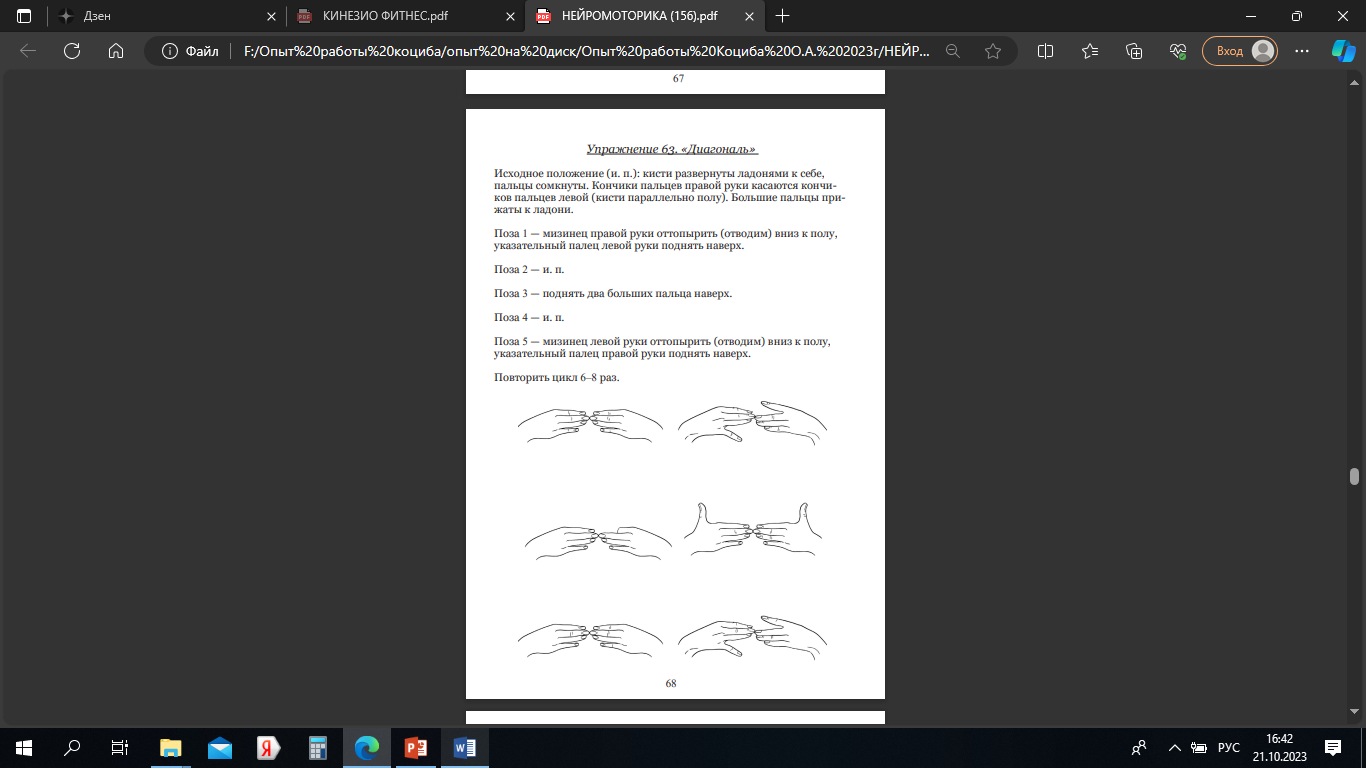 Дзен
КИНЕЗИО ФИТНЕС.pdf
НЕЙРОМОТОРИКА (156).pdf
Файл
F:/Опыт%20работы%20коциба/опыт%20на%20диск/Опыт%20работы%20Коциба%20О.А.%202023г/НЕЙР...
Вход
67
Упражнение 63. «Диагональ»
Исходное положение (и. п.): кисти развернуты ладонями к себе,
пальцы сомкнуты. Кончики пальцев правой руки касаются кончи-
ков пальцев левой (кисти параллельно полу). Большие пальцы при-
жаты к ладони.
Поза 1 — мизинец правой руки оттопырить (отводим) вниз к полу,
указательный палец левой руки поднять наверх.
Поза 2 — и. п.
Поза 3 — поднять два больших пальца наверх.
Поза 4 — и. п.
Поза 5 — мизинец левой руки оттопырить (отводим) вниз к полу,
указательный палец правой руки поднять наверх.
Повторить цикл 6–8 раз.
68
РУС
16:42
21.10.2023